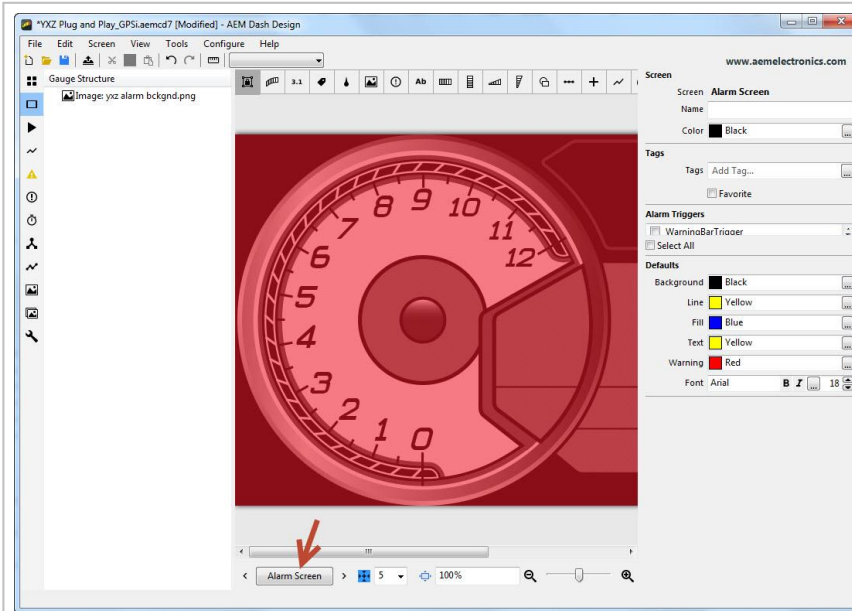 *YXZ Plug and Play_GPSi.aemcd7 [Modified] - AEM Dash Design
File Edit Screen View Tools Configure Help
Gauge Structure
Image: yxz alarm bckgnd.png
3.1
Ab
www.aemelectronics.com
Screen
Screen Alarm Screen
Name
Color Black ...
Tags
Tags Add Tag... ...
Favorite
Alarm Triggers
WarningBarTrigger
Select All
Defaults
Background Black ...
Line Yellow ...
Fill Blue ...
Text Yellow ...
Warning Red ...
Font Arial B I ... 18
0
1
2
3
4
5
6
7
8
9
10
11
12
< Alarm Screen > 5 100%